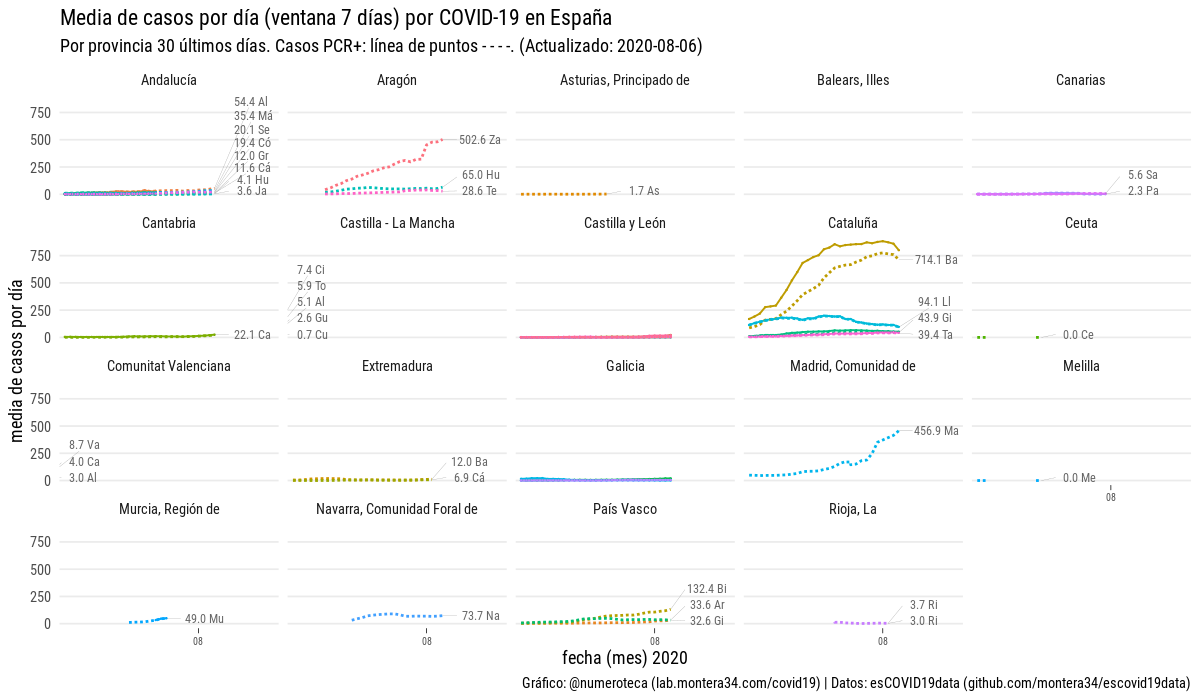 Media de casos por día (ventana 7 días) por COVID-19 en España
Por provincia 30 últimos días. Casos PCR+: línea de puntos - - - -. (Actualizado: 2020-08-06)
Andalucía
Aragón
Asturias, Principado de
Balears, Illes
Canarias
750
500
250
0
54.4 Al
35.4 Má
20.1 Se
19.4 Có
12.0 Gr
11.6 Cá
4.1 Hu
3.6 Ja
502.6 Za
65.0 Hu
28.6 Te
1.7 As
5.6 Sa
2.3 Pa
Cantabria
Castilla - La Mancha
Castilla y León
Cataluña
Ceuta
750
500
250
0
22.1 Ca
7.4 Ci
5.9 To
5.1 Al
2.6 Gu
0.7 Cu
714.1 Ba
94.1 Ll
43.9 Gi
39.4 Ta
0.0 Ce
Comunitat Valenciana
Extremadura
Galicia
Madrid, Comunidad de
Melilla
750
500
250
0
8.7 Va
4.0 Ca
3.0 Al
12.0 Ba
6.9 Cá
456.9 Ma
0.0 Me
08
Murcia, Región de
Navarra, Comunidad Foral de
País Vasco
Rioja, La
750
500
250
0
49.0 Mu
73.7 Na
132.4 Bi
33.6 Ar
32.6 Gi
3.7 Ri
3.0 Ri
08
08
08
08
media de casos por día
fecha (mes) 2020
Gráfico: @numeroteca (lab.montera34.com/covid19) | Datos: esCOVID19data (github.com/montera34/escovid19data)